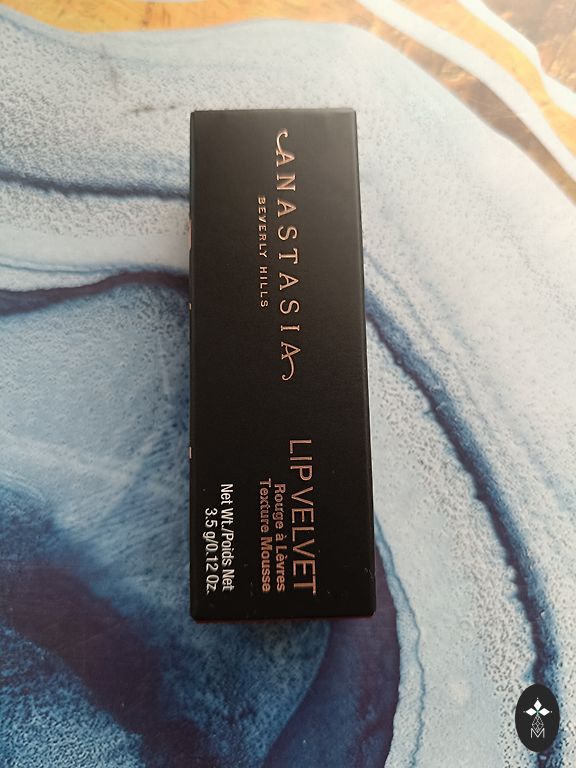 ANASTASIA
BEVERLY HILLS
LIP VELVET
Rouge à Lèvres
Texture Mousse
Net Wt./Poids Net
3.5 g/0.12 Oz.
M